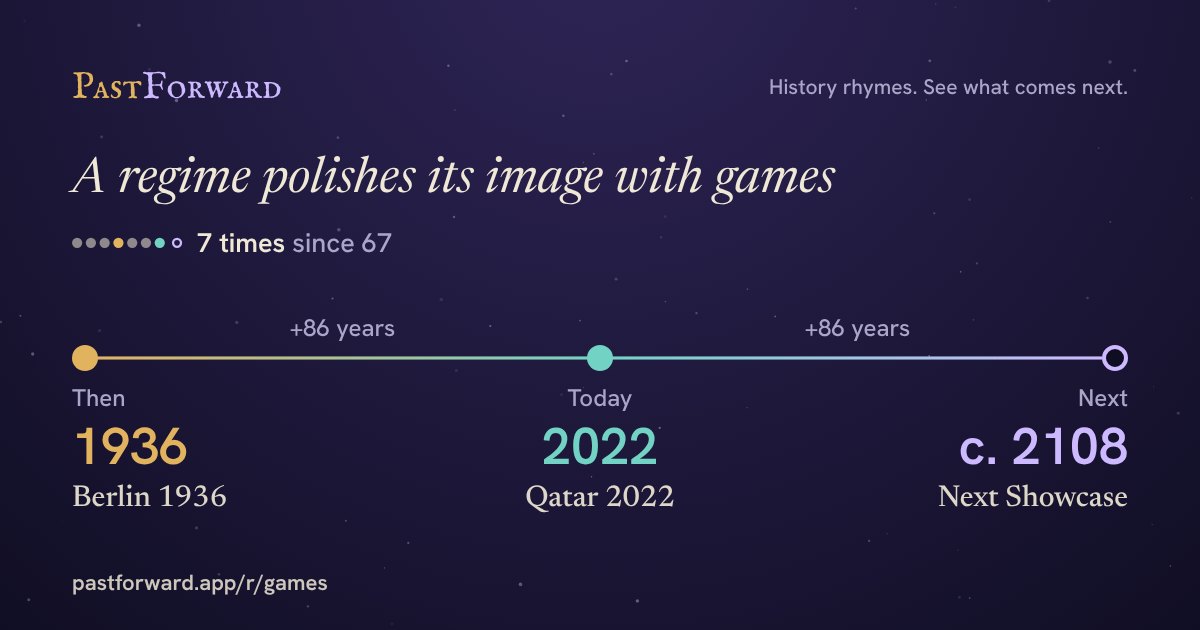 PastForward
History rhymes. See what comes next.
A regime polishes its image with games
7 times since 67
+86 years
+86 years
Then
Today
Next
1936
2022
c. 2108
Berlin 1936
Qatar 2022
Next Showcase
pastforward.app/r/games